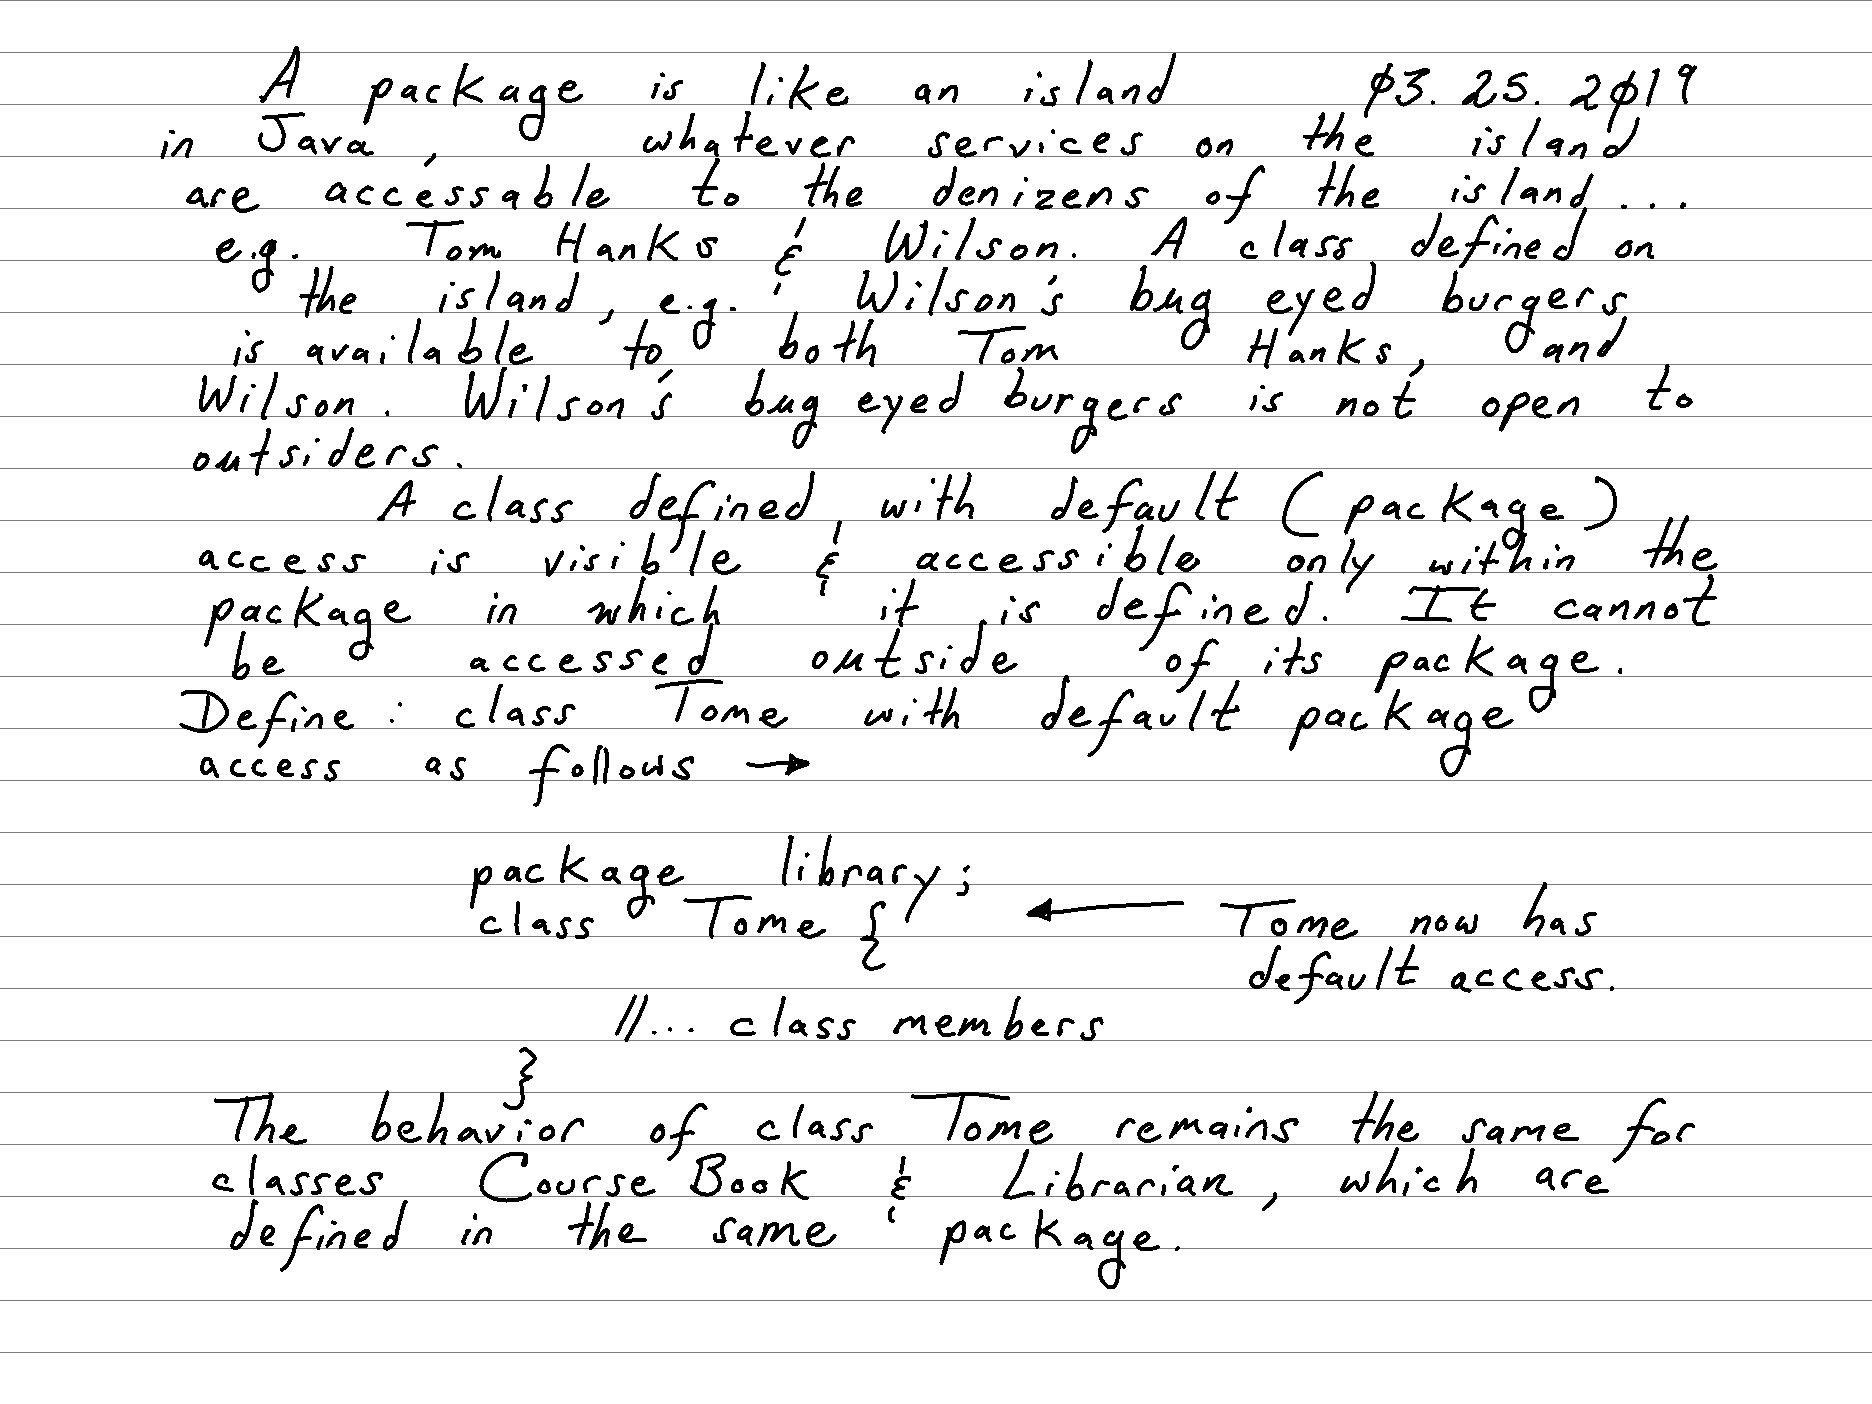 A package is like an island 03.25.2019
in Java, whatever services on the island
are accessable to the denizens of the island...
e.g. Tom Hanks & Wilson. A class defined on
the island, e.g. Wilson's bug eyed burgers
is available to both Tom Hanks, and
Wilson. Wilson's bug eyed burgers is not open to
outsiders.
A class defined with default (package)
access is visible & accessible only within the
package in which it is defined. It cannot
be accessed outside of its package.
Define: class Tome with default package
access as follows →
package library;
class Tome { ← Tome now has
default access.
//... class members
}
The behavior of class Tome remains the same for
classes Course Book & Librarian, which are
defined in the same package.